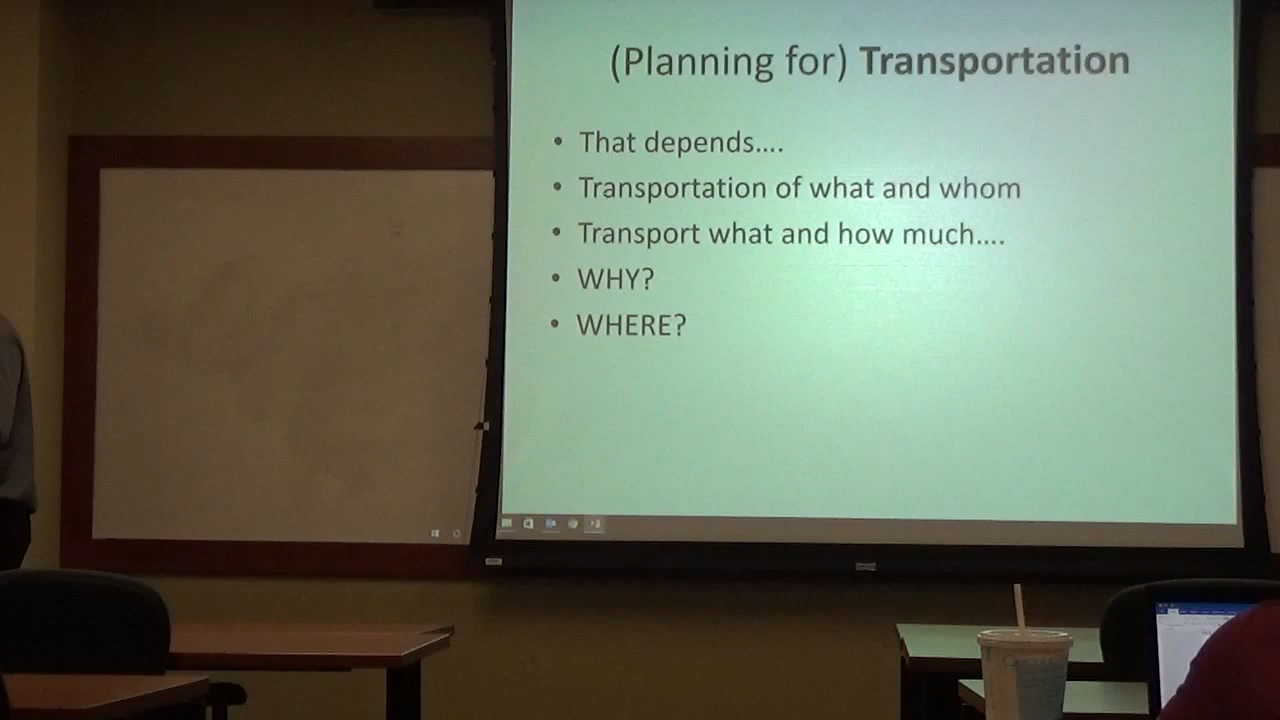 (Planning for) Transportation
• That depends....
• Transportation of what and whom
• Transport what and how much....
• WHY?
• WHERE?